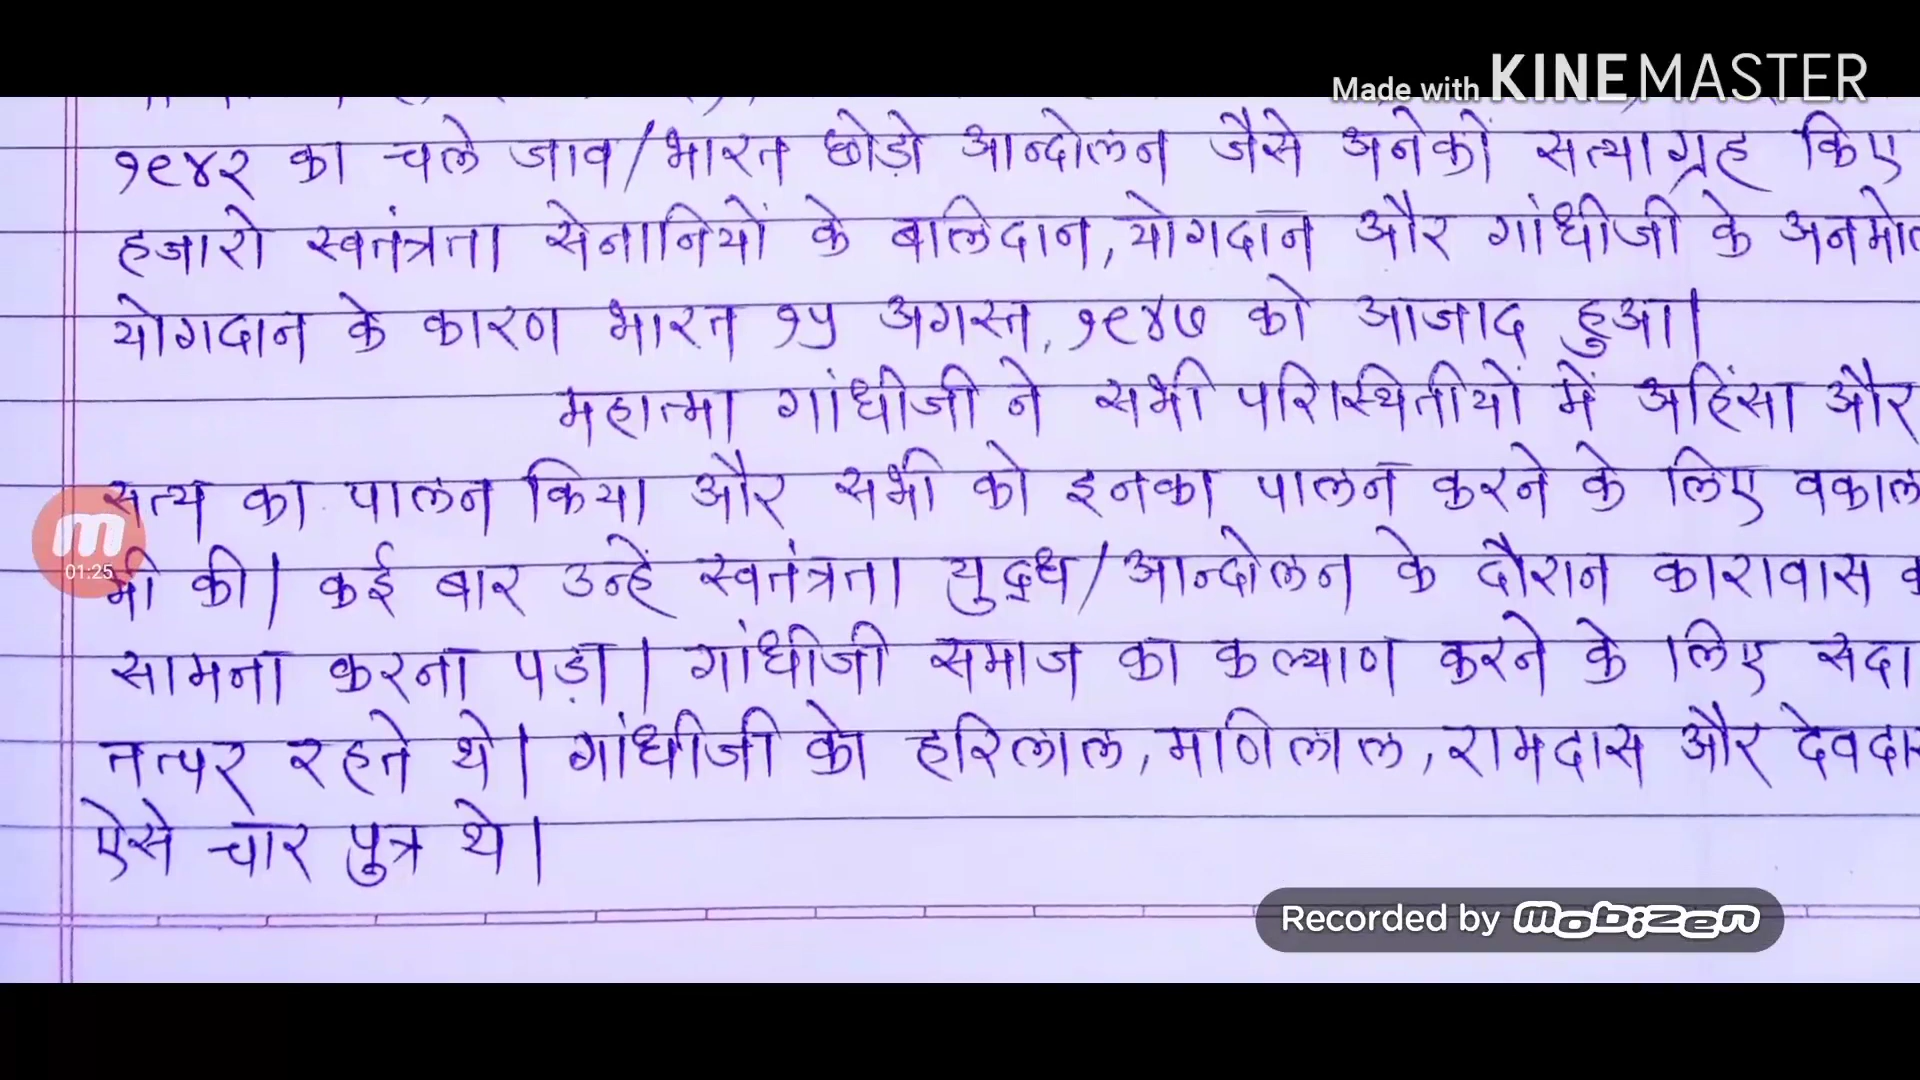 Made with KINEMASTER
१९४२ का चले जाव/भारत छोडो आन्दोलन जैसे अनेकों सत्याग्रह किए
हजारो स्वतंत्रता सेनानियों के बलिदान, योगदान और गांधीजी के अनमोल
योगदान के कारण भारत १५ अगस्त, १९४७ को आजाद हुआ।
महात्मा गांधीजी ने सभी परिस्थितीयों में अहिंसा और
सत्य का पालन किया और सभी को इनका पालन करने के लिए वकाल
01:25
भी की। कई बार उन्हें स्वतंत्रता युद्ध/आन्दोलन के दौरान कारावास
सामना करना पड़ा। गांधीजी समाज का कल्याण करने के लिए सदा
तत्पर रहते थे। गांधीजी को हरिलाल, मणिलाल, रामदास और देवदास
ऐसे चार पुत्र थे।
Recorded by mobizen